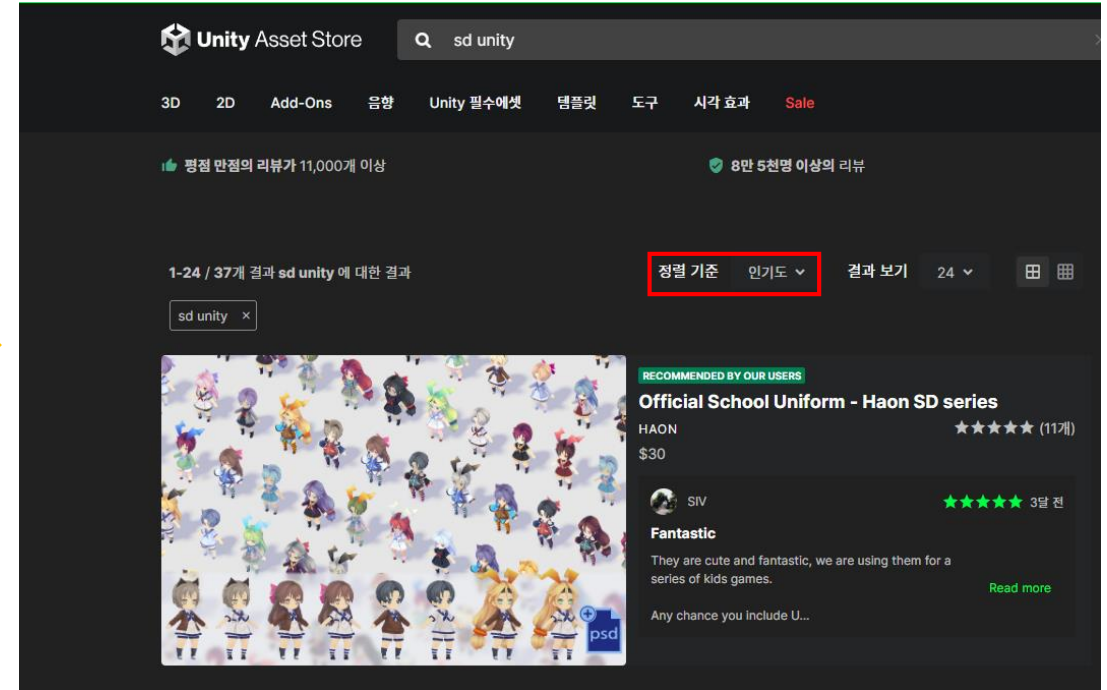 Unity Asset Store
sd unity
3D 2D Add-Ons 음향 Unity 필수에셋 템플릿 도구 시각 효과 Sale
평점 만점의 리뷰가 11,000개 이상
8만 5천명 이상의 리뷰
1-24 / 37개 결과 sd unity 에 대한 결과
정렬 기준 인기도
결과 보기 24
sd unity ×
RECOMMENDED BY OUR USERS
Official School Uniform - Haon SD series
HAON
★★★★★ (11개)
$30
SIV
★★★★★ 3달 전
Fantastic
They are cute and fantastic, we are using them for a
series of kids games.
Read more
Any chance you include U...
psd